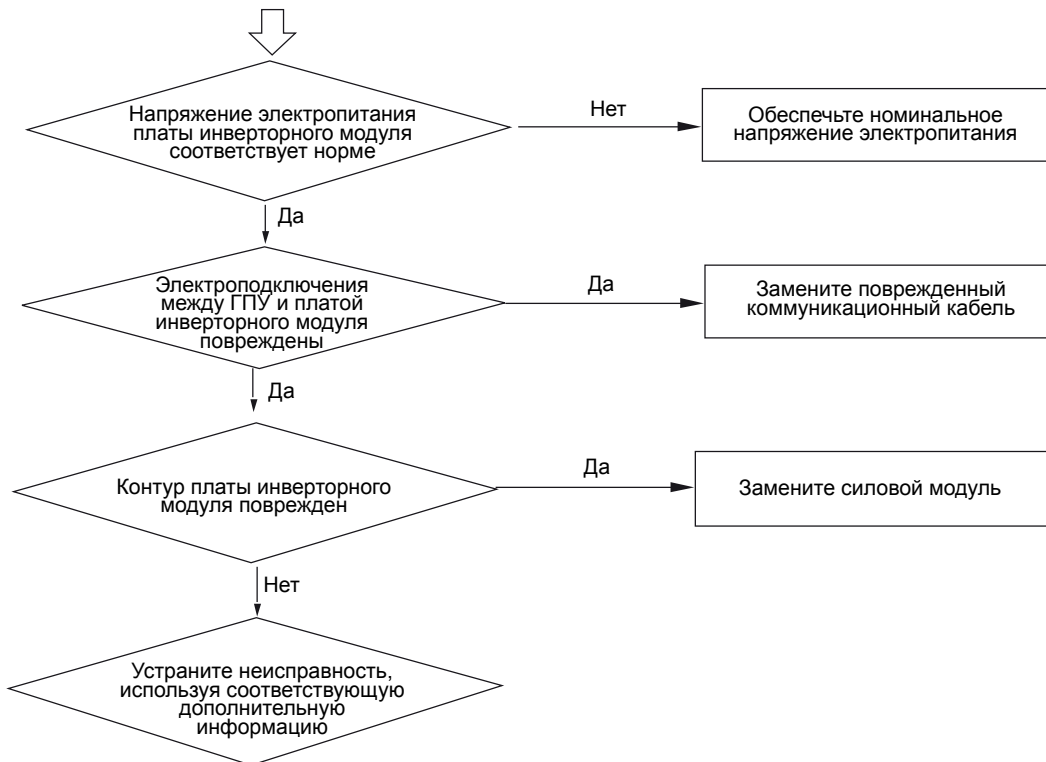 Напряжение электропитания
платы инверторного модуля
соответствует норме
Нет
Обеспечьте номинальное
напряжение электропитания
Да
Электроподключения
между ГПУ и платой
инверторного модуля
повреждены
Да
Замените поврежденный
коммуникационный кабель
Да
Контур платы инверторного
модуля поврежден
Да
Замените силовой модуль
Нет
Устраните неисправность,
используя соответствующую
дополнительную
информацию